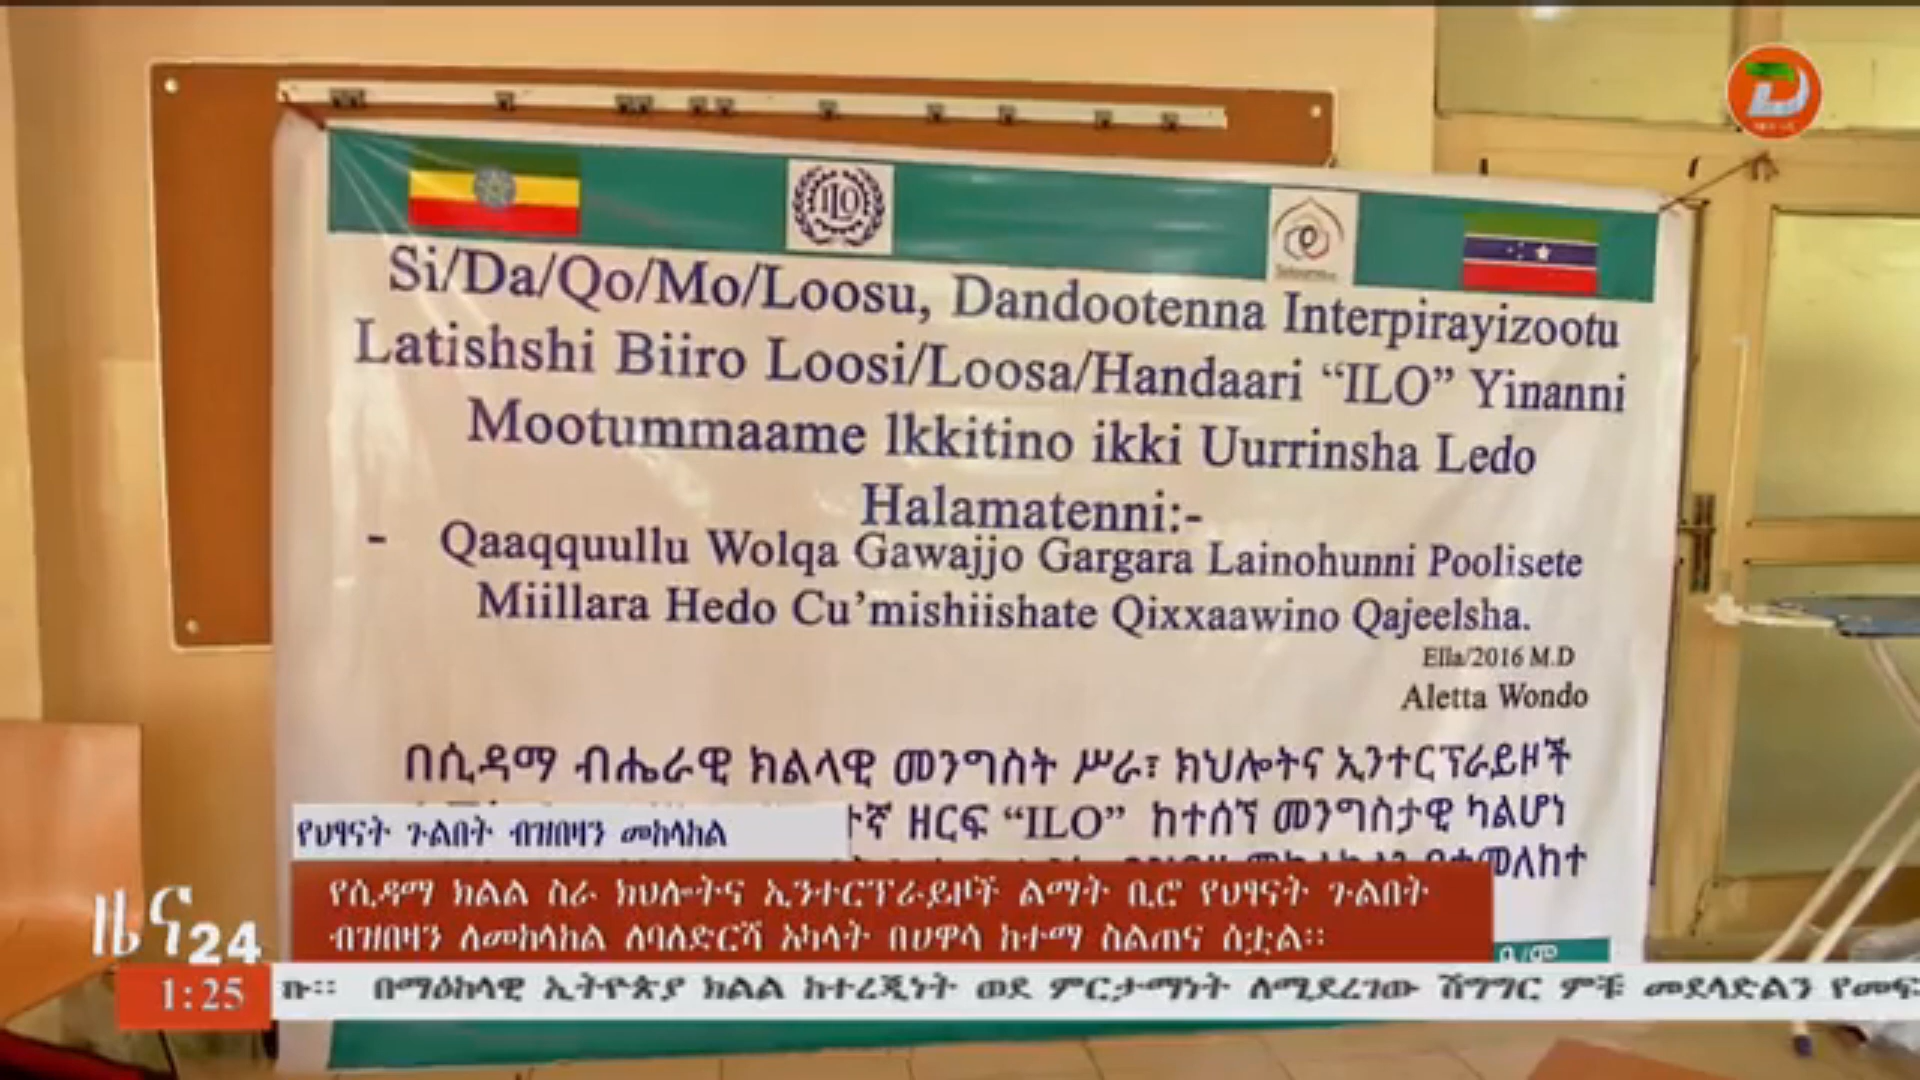 ILO
Si/Da/Qo/Mo/Loosu, Dandootenna Interpirayizootu
Latishshi Biiro Loosi/Loosa/Handaari “ILO” Yinanni
Mootummaame lkkitino ikki Uurrinsha Ledo
Halamatenni:-
- Qaaqquullu Wolqa Gawajjo Gargara Lainohunni Poolisete
Miillara Hedo Cu’mishiishate Qixxaawino Qajeelsha.
Ella/2016 M.D
Aletta Wondo
በሲዳማ ብሔራዊ ክልላዊ መንግስት ሥራ፣ ክህሎትና ኢንተርፕራይዞች
ዘርፍ “ILO” ከተሰኘ መንግስታዊ ካልሆነ
የህፃናት ጉልበት ብዝበዛን መከላከል
የሲዳማ ክልል ስራ ክህሎትና ኢንተርፕራይዞች ልማት ቢሮ የህፃናት ጉልበት
ብዝበዛን ለመከላከል ለባለድርሻ አካላት በሀዋሳ ከተማ ስልጠና ሰቷል።
ዜና24
ዓ/ም
1:25
በማዕከላዊ ኢትዮጵያ ክልል ከተረጂነት ወደ ምርታማነት ለሚደረገው ሽግግር ምቹ መደላድልን